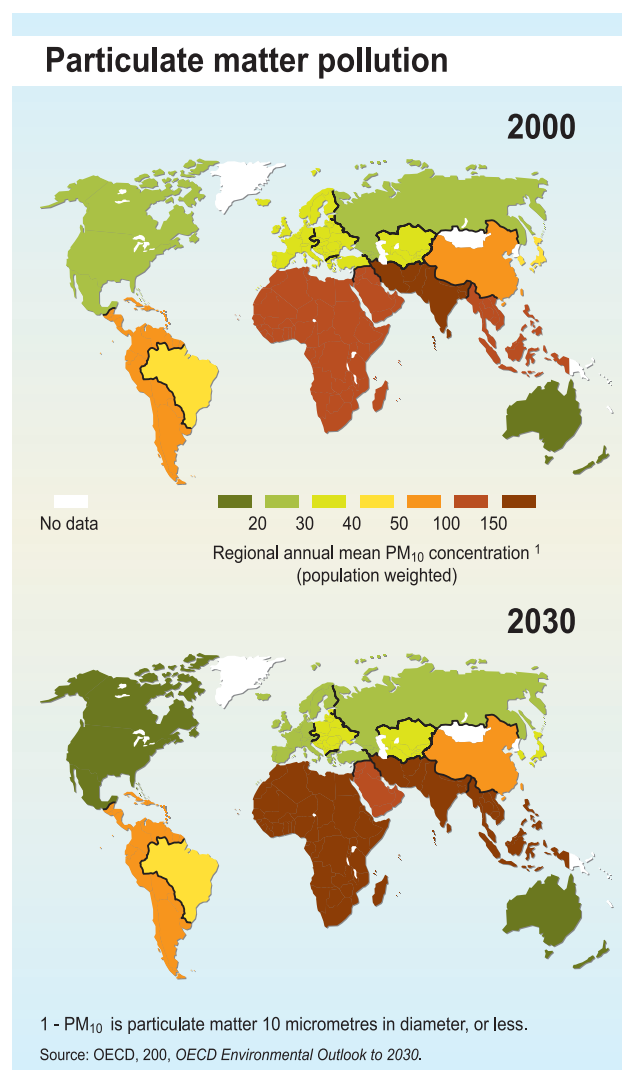 Particulate matter pollution
2000
No data
20 30 40 50 100 150
Regional annual mean PM10 concentration 1
(population weighted)
2030
1 - PM10 is particulate matter 10 micrometres in diameter, or less.
Source: OECD, 200, OECD Environmental Outlook to 2030.